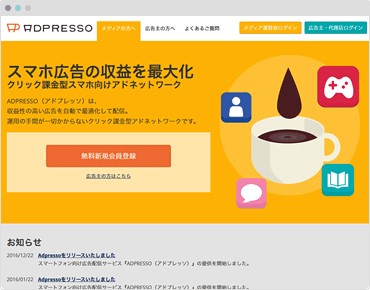 ADPRESSO
メディアの方へ
広告主の方へ
よくあるご質問
メディア運営者ログイン
広告主・代理店ログイン
スマホ広告の収益を最大化
クリック課金型スマホ向けアドネットワーク
ADPRESSO（アドプレッソ）は、
収益性の高い広告を自動で最適化して配信。
運用の手間が一切かからないクリック課金型アドネットワークです。
無料新規会員登録
広告主の方はこちら
お知らせ
2016/12/22 Adpressoをリリースいたしました
スマートフォン向け広告配信サービス『ADPRESSO（アドプレッソ）』の提供を開始しました。
2016/01/22 Adpressoをリリースいたしました
スマートフォン向け広告配信サービス『ADPRESSO（アドプレッソ）』の提供を開始しました。